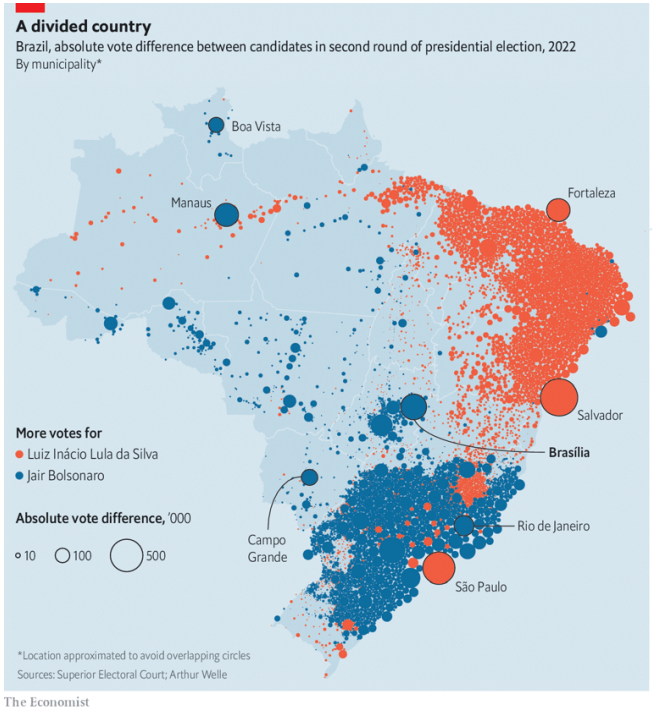 A divided country
Brazil, absolute vote difference between candidates in second round of presidential election, 2022
By municipality*
Boa Vista
Manaus
Fortaleza
Salvador
More votes for
Luiz Inácio Lula da Silva
Jair Bolsonaro
Brasília
Absolute vote difference, ’000
10
100
500
Campo
Grande
Rio de Janeiro
São Paulo
*Location approximated to avoid overlapping circles
Sources: Superior Electoral Court; Arthur Welle
The Economist